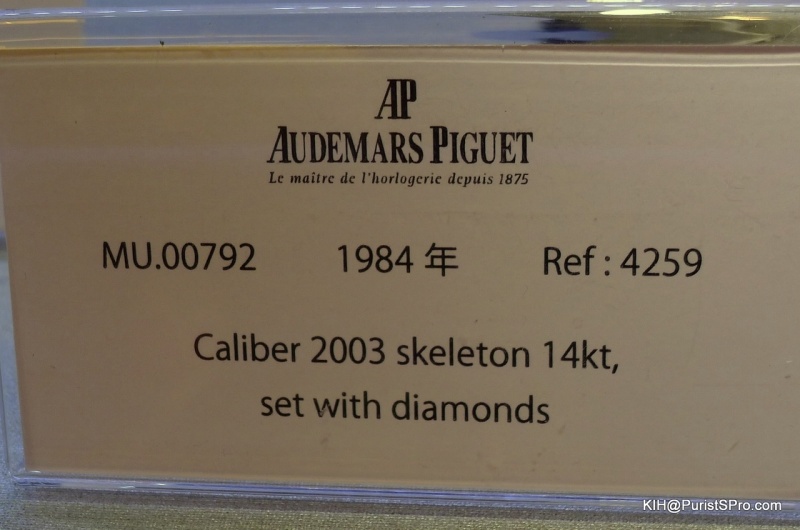 AP
AUDEMARS PIGUET
Le maître de l'horlogerie depuis 1875
MU.00792 1984 年 Ref : 4259
Caliber 2003 skeleton 14kt,
set with diamonds
KIH@PuristSPro.com